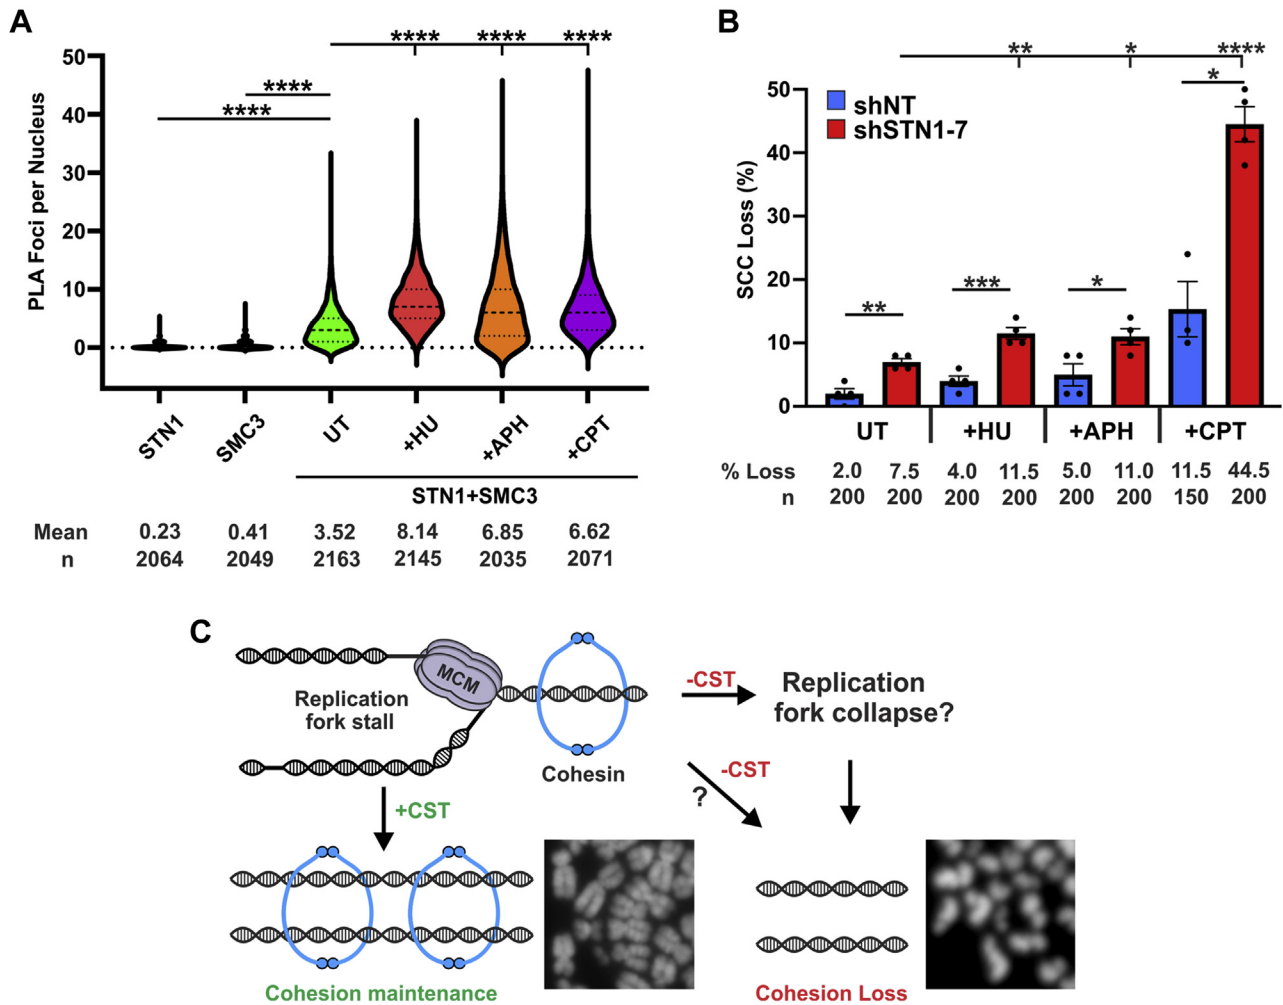 A
****
****
****
****
****
PLA Foci per Nucleus
50
40
30
20
10
0
STN1
SMC3
UT
+HU
+APH
+CPT
STN1+SMC3
Mean 0.23 0.41 3.52 8.14 6.85 6.62
n 2064 2049 2163 2145 2035 2071
B
** * ****
*
shNT
shSTN1-7
**
***
*
SCC Loss (%)
50
40
30
20
10
0
UT +HU +APH +CPT
% Loss 2.0 7.5 4.0 11.5 5.0 11.0 11.5 44.5
n 200 200 200 200 200 200 150 200
C
MCM
Replication
fork stall
Cohesin
-CST
Replication
fork collapse?
-CST
?
+CST
Cohesion maintenance
Cohesion Loss